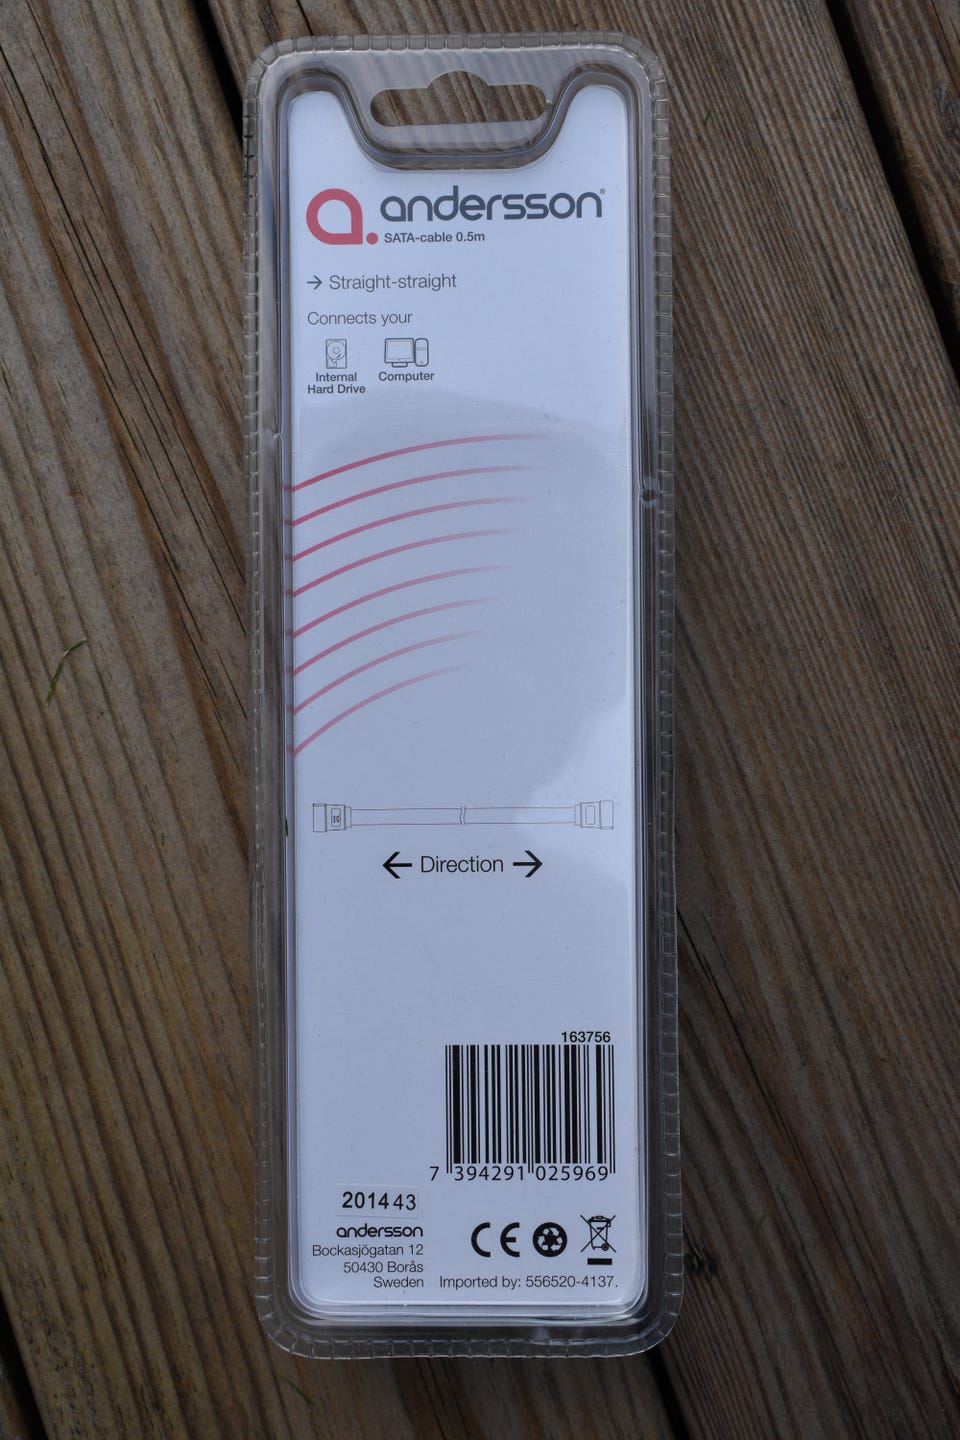 a. andersson®
SATA-cable 0.5m
→ Straight-straight
Connects your
Internal
Hard Drive
Computer
← Direction →
163756
7 394291 025969
201443
andersson
Bockasjögatan 12
50430 Borås
Sweden
CE
Imported by: 556520-4137.